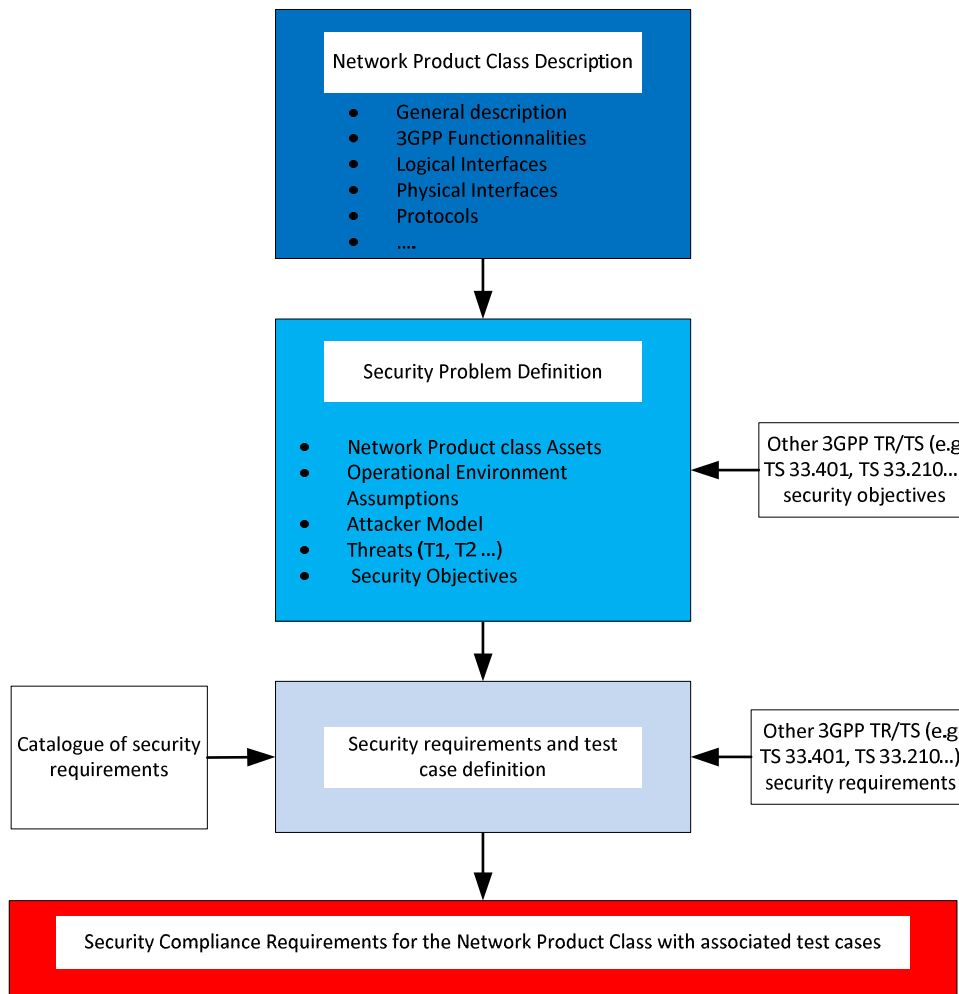 Network Product Class Description
● General description
● 3GPP Functionnalities
● Logical Interfaces
● Physical Interfaces
● Protocols
● ....
Security Problem Definition
● Network Product class Assets
● Operational Environment
Assumptions
● Attacker Model
● Threats (T1, T2 ...)
● Security Objectives
Other 3GPP TR/TS (e.g
TS 33.401, TS 33.210...
security objectives
Catalogue of security
requirements
Security requirements and test
case definition
Other 3GPP TR/TS (e.g
TS 33.401, TS 33.210...)
security requirements
Security Compliance Requirements for the Network Product Class with associated test cases